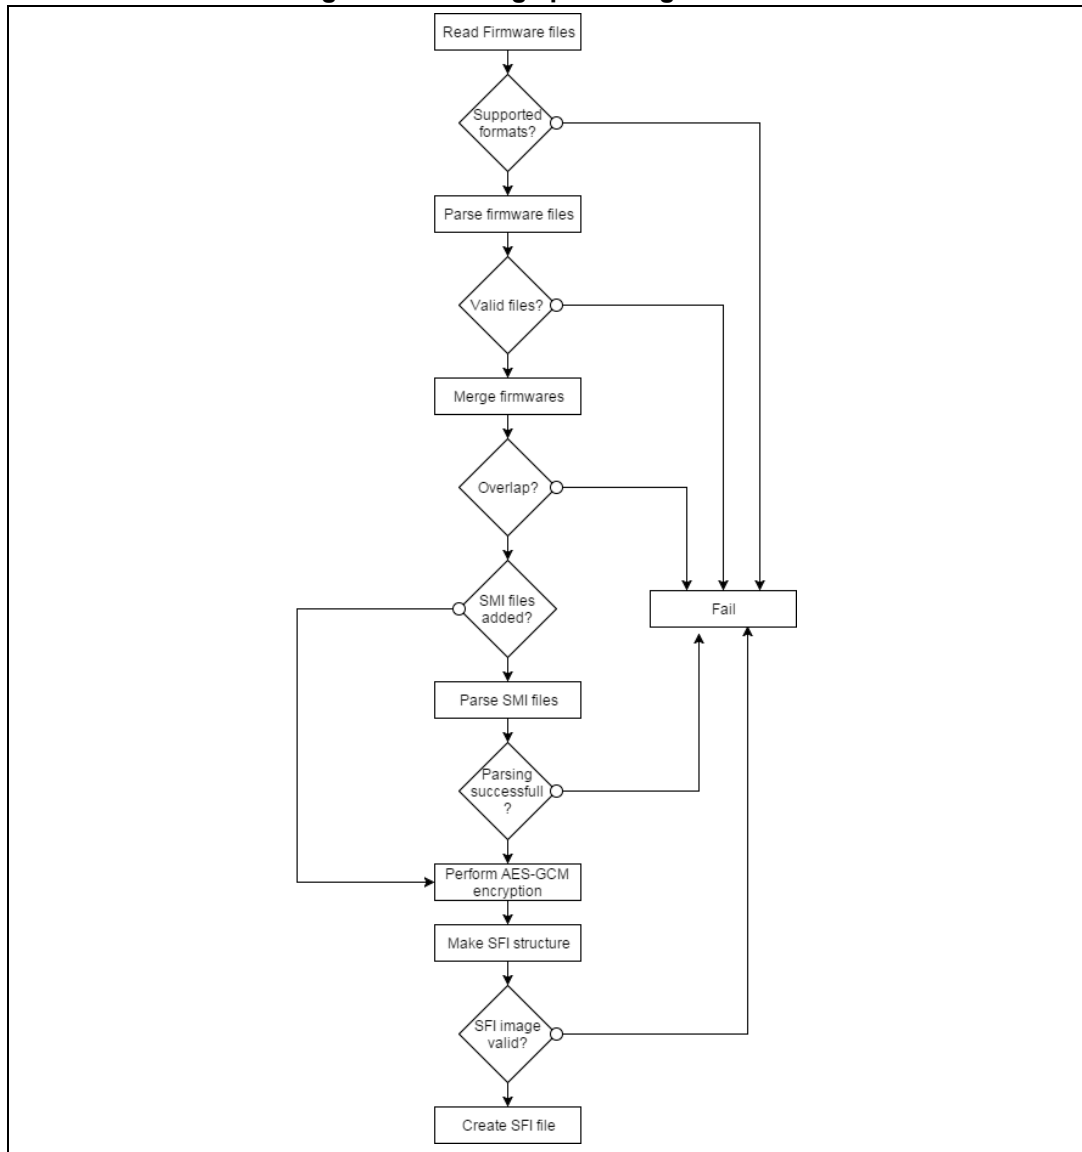 Read Firmware files
Supported
formats?
Parse firmware files
Valid files?
Merge firmwares
Overlap?
SMI files
added?
Fail
Parse SMI files
Parsing
successfull
?
Perform AES-GCM
encryption
Make SFI structure
SFI image
valid?
Create SFI file